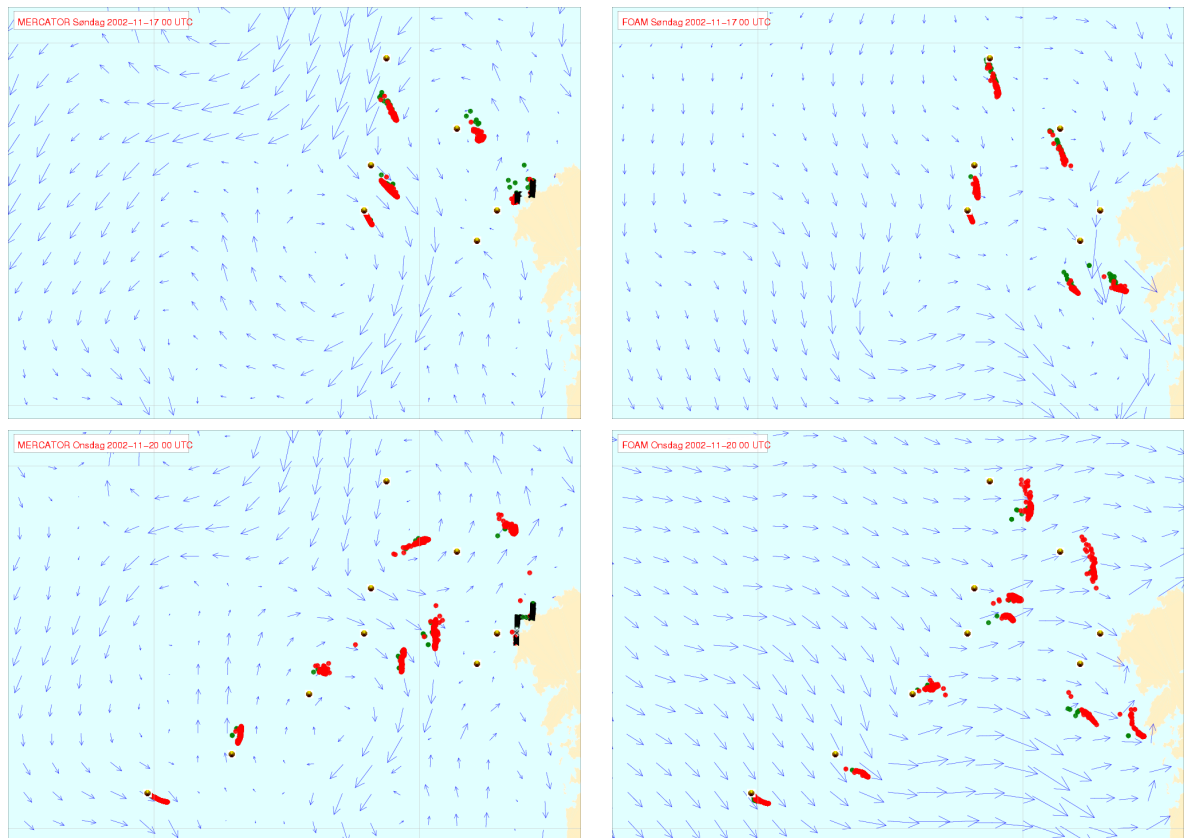 MERCATOR Søndag 2002-11-17 00 UTC
FOAM Søndag 2002-11-17 00 UTC
MERCATOR Onsdag 2002-11-20 00 UTC
FOAM Onsdag 2002-11-20 00 UTC